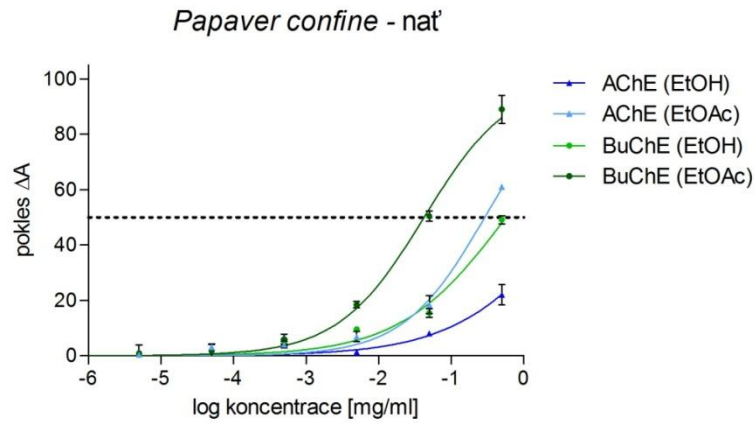 Papaver confine - nať
100
80
60
40
20
0
pokles ΔA
-6 -5 -4 -3 -2 -1 0
log koncentrace [mg/ml]
AChE (EtOH)
AChE (EtOAc)
BuChE (EtOH)
BuChE (EtOAc)